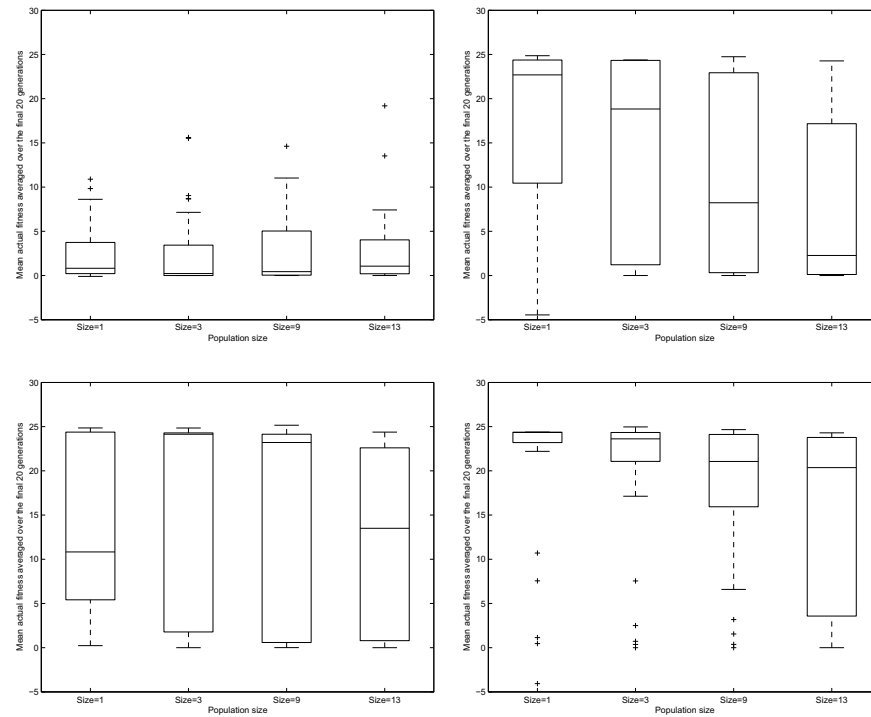 Mean actual fitness averaged over the final 20 generations
30
25
20
15
10
5
0
−5
Size=1 Size=3 Size=9 Size=13
Population size
Mean actual fitness averaged over the final 20 generations
30
25
20
15
10
5
0
−5
Size=1 Size=3 Size=9 Size=13
Population size
Mean actual fitness averaged over the final 20 generations
30
25
20
15
10
5
0
−5
Size=1 Size=3 Size=9 Size=13
Population size
Mean actual fitness averaged over the final 20 generations
30
25
20
15
10
5
0
−5
Size=1 Size=3 Size=9 Size=13
Population size